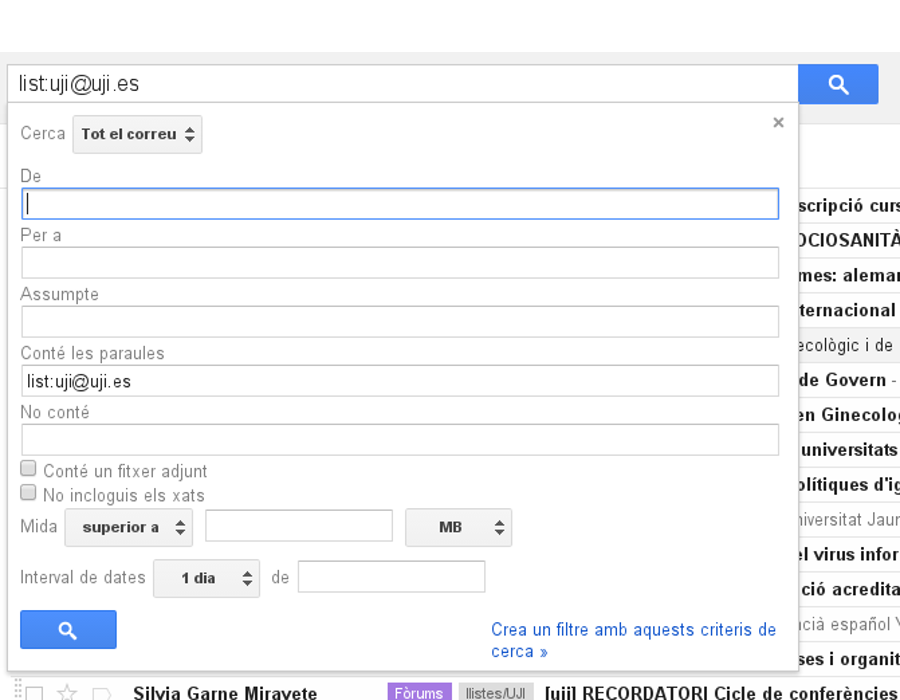 list:uji@uji.es
Cerca Tot el correu
De
Per a
Assumpte
Conté les paraules
list:uji@uji.es
No conté
Conté un fitxer adjunt
No incloguis els xats
Mida superior a MB
Interval de dates 1 dia de
Crea un filtre amb aquests criteris de
cerca »
scripció curs
OCIOSANITÀ
mes: aleman
ternacional
ecològic i de
de Govern -
en Ginecolog
universitats
olítiques d'ig
niversitat Jaum
el virus infor
ció acredita
ncià español Y
ses i organit
Silvia Garne Miravete Fòrums llistes/UJI [uji] RECORDATORI Cicle de conferències